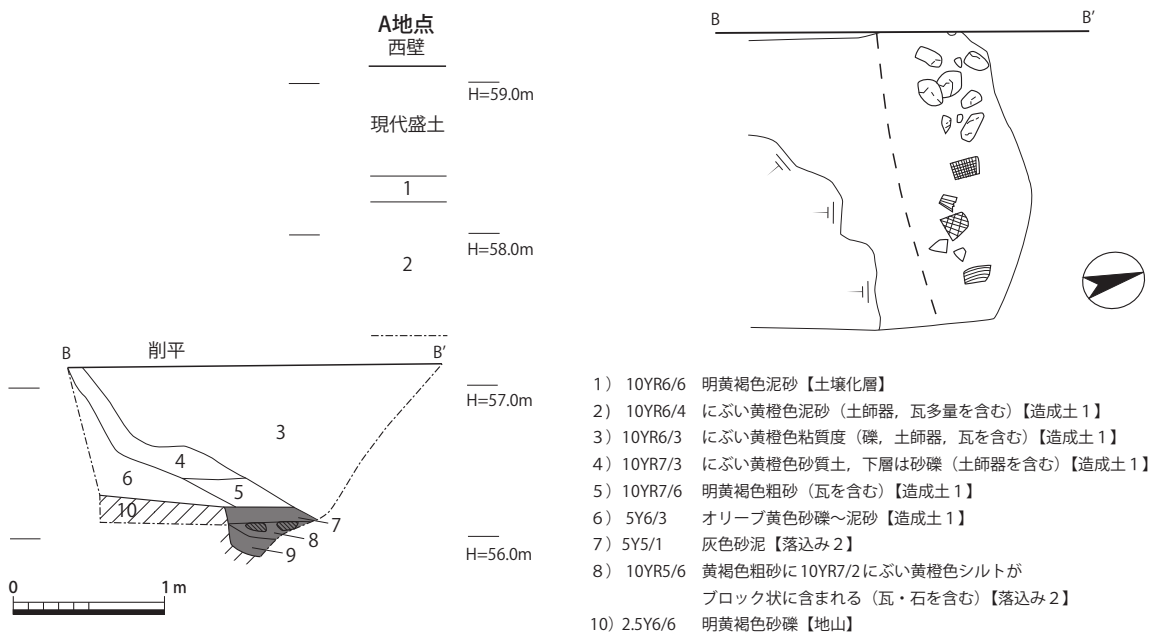 A地点
西壁
H=59.0m
現代盛土
1
2
H=58.0m
B
削平
B'
H=57.0m
3
4
5
6
10
7
8
9
H=56.0m
0
1 m
B
B'
1） 10YR6/6 明黄褐色泥砂【土壌化層】
2） 10YR6/4 にぶい黄橙色泥砂（土師器，瓦多量を含む）【造成土１】
3）10YR6/3 にぶい黄橙色粘質度（礫，土師器，瓦を含む）【造成土１】
4）10YR7/3 にぶい黄橙色砂質土，下層は砂礫（土師器を含む）【造成土１】
5）10YR7/6 明黄褐色粗砂（瓦を含む）【造成土１】
6） 5Y6/3 オリーブ黄色砂礫～泥砂【造成土１】
7）5Y5/1 灰色砂泥【落込み２】
8） 10YR5/6 黄褐色粗砂に10YR7/2にぶい黄橙色シルトが
ブロック状に含まれる（瓦・石を含む）【落込み２】
10）2.5Y6/6 明黄褐色砂礫【地山】